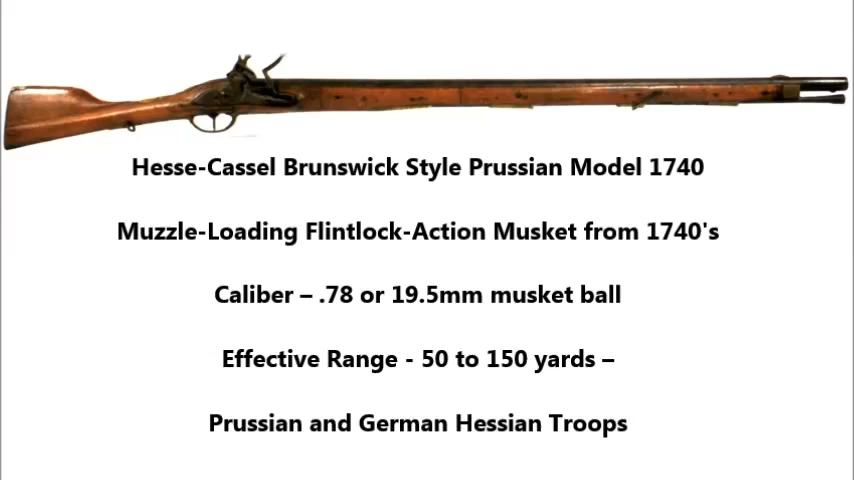 Hesse-Cassel Brunswick Style Prussian Model 1740
Muzzle-Loading Flintlock-Action Musket from 1740's
Caliber – .78 or 19.5mm musket ball
Effective Range - 50 to 150 yards –
Prussian and German Hessian Troops